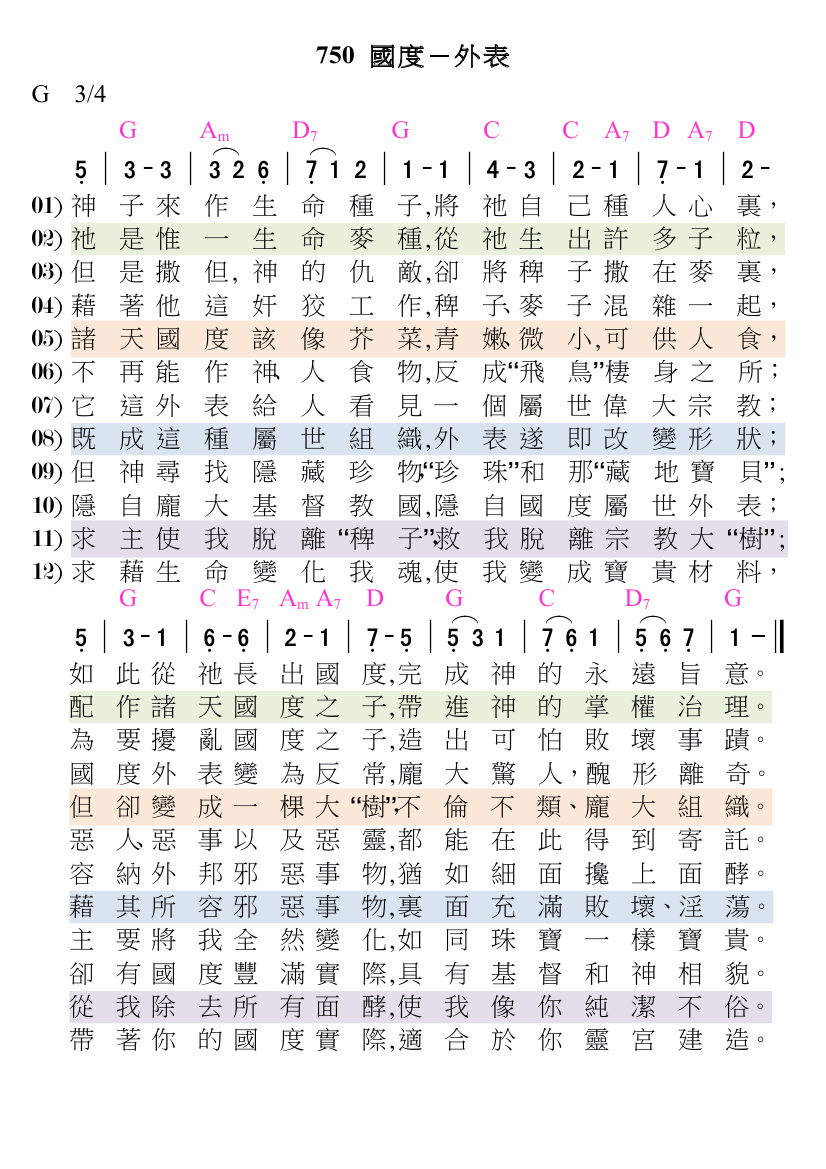 750 國度－外表
G 3/4
G Am D7 G C C A7 D A7 D
5 | 3 - 3 | 3 2 6 | 7 1 2 | 1 - 1 | 4 - 3 | 2 - 1 | 7 - 1 | 2 -
01) 神子來作生命種子,將祂自己種人心裏，
02) 祂是惟一生命麥種,從祂生出許多子粒，
03) 但是撒但,神的仇敵,卻將稗子撒在麥裏，
04) 藉著他這奸狡工作,稗子、麥子混雜一起，
05) 諸天國度該像芥菜,青嫩、微小,可供人食，
06) 不再能作神、人食物,反成“飛鳥”棲身之所；
07) 它這外表給人看見一個屬世偉大宗教；
08) 既成這種屬世組織,外表遂即改變形狀；
09) 但神尋找隱藏珍物,“珍珠”和那“藏地寶貝”；
10) 隱自龐大基督教國,隱自國度屬世外表；
11) 求主使我脫離“稗子”,救我脫離宗教大“樹”；
12) 求藉生命變化我魂,使我變成寶貴材料，
G C E7 Am A7 D G C D7 G
5 | 3 - 1 | 6 - 6 | 2 - 1 | 7 - 5 | 5 3 1 | 7 6 1 | 5 6 7 | 1 —
如此從祂長出國度,完成神的永遠旨意。
配作諸天國度之子,帶進神的掌權治理。
為要擾亂國度之子,造出可怕敗壞事蹟。
國度外表變為反常,龐大驚人，醜形離奇。
但卻變成一棵大“樹”,不倫不類、龐大組織。
惡人、惡事以及惡靈,都能在此得到寄託。
容納外邦邪惡事物,猶如細面攙上面酵。
藉其所容邪惡事物,裏面充滿敗壞、淫蕩。
主要將我全然變化,如同珠寶一樣寶貴。
卻有國度豐滿實際,具有基督和神相貌。
從我除去所有面酵,使我像你純潔不俗。
帶著你的國度實際,適合於你靈宮建造。